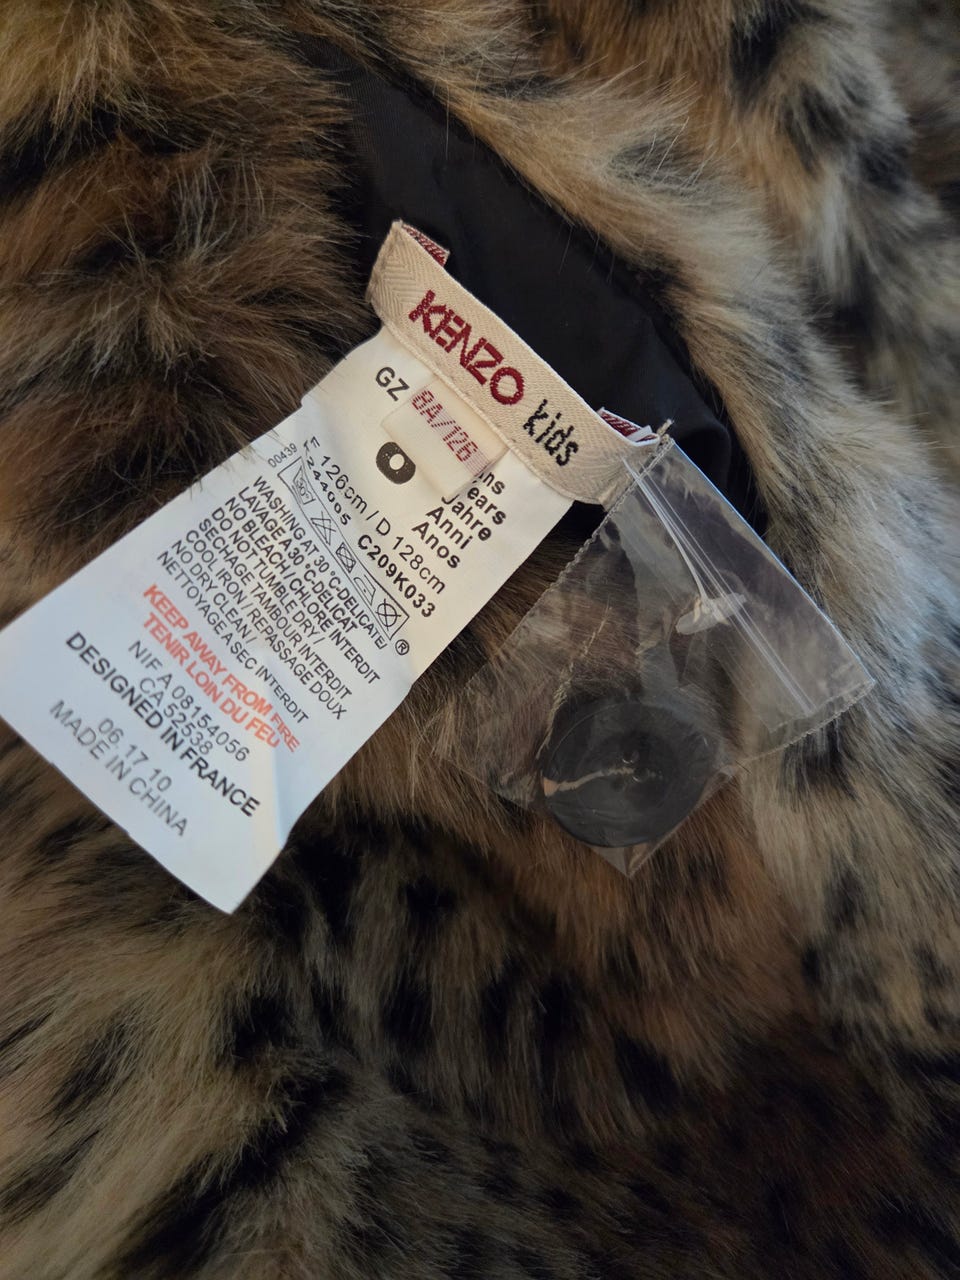 KENZO kids
GZ 8A/126
8
ears
Jahre
Anni
Anos
126cm / D 128cm
00439
C209K033
WASHING AT 30°C-DELICATE/
LAVAGE A 30°C-DELICAT
NO BLEACH / CHLORE INTERDIT
DO NOT TUMBLE DRY /
SECHAGE TAMBOUR INTERDIT
COOL IRON / REPASSAGE DOUX
NO DRY CLEAN /
NETTOYAGE A SEC INTERDIT
KEEP AWAY FROM FIRE
TENIR LOIN DU FEU
NIF A 08154056
CA 52538
DESIGNED IN FRANCE
06. 17 10
MADE IN CHINA